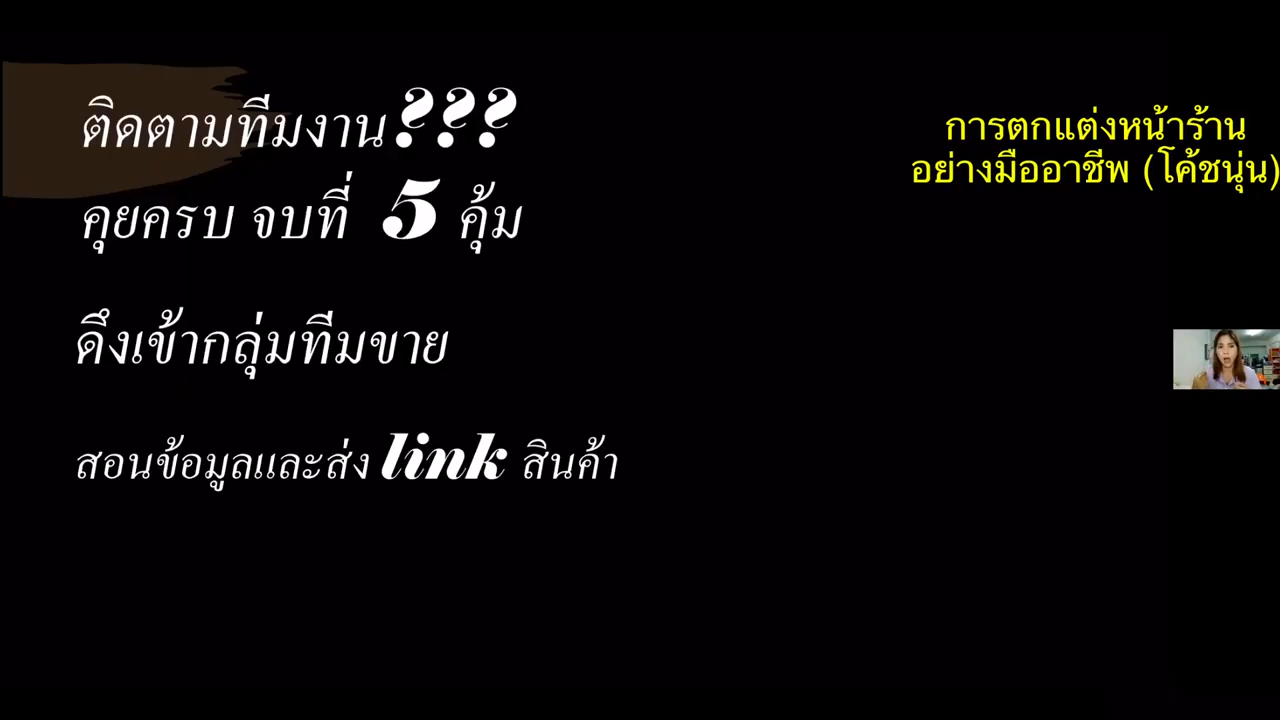 ติดตามทีมงาน???
คุยครบ จบที่ 5 คุ้ม
ดึงเข้ากลุ่มทีมขาย
สอนข้อมูลและส่ง link สินค้า
การตกแต่งหน้าร้าน
อย่างมืออาชีพ (โค้ชนุ่น)